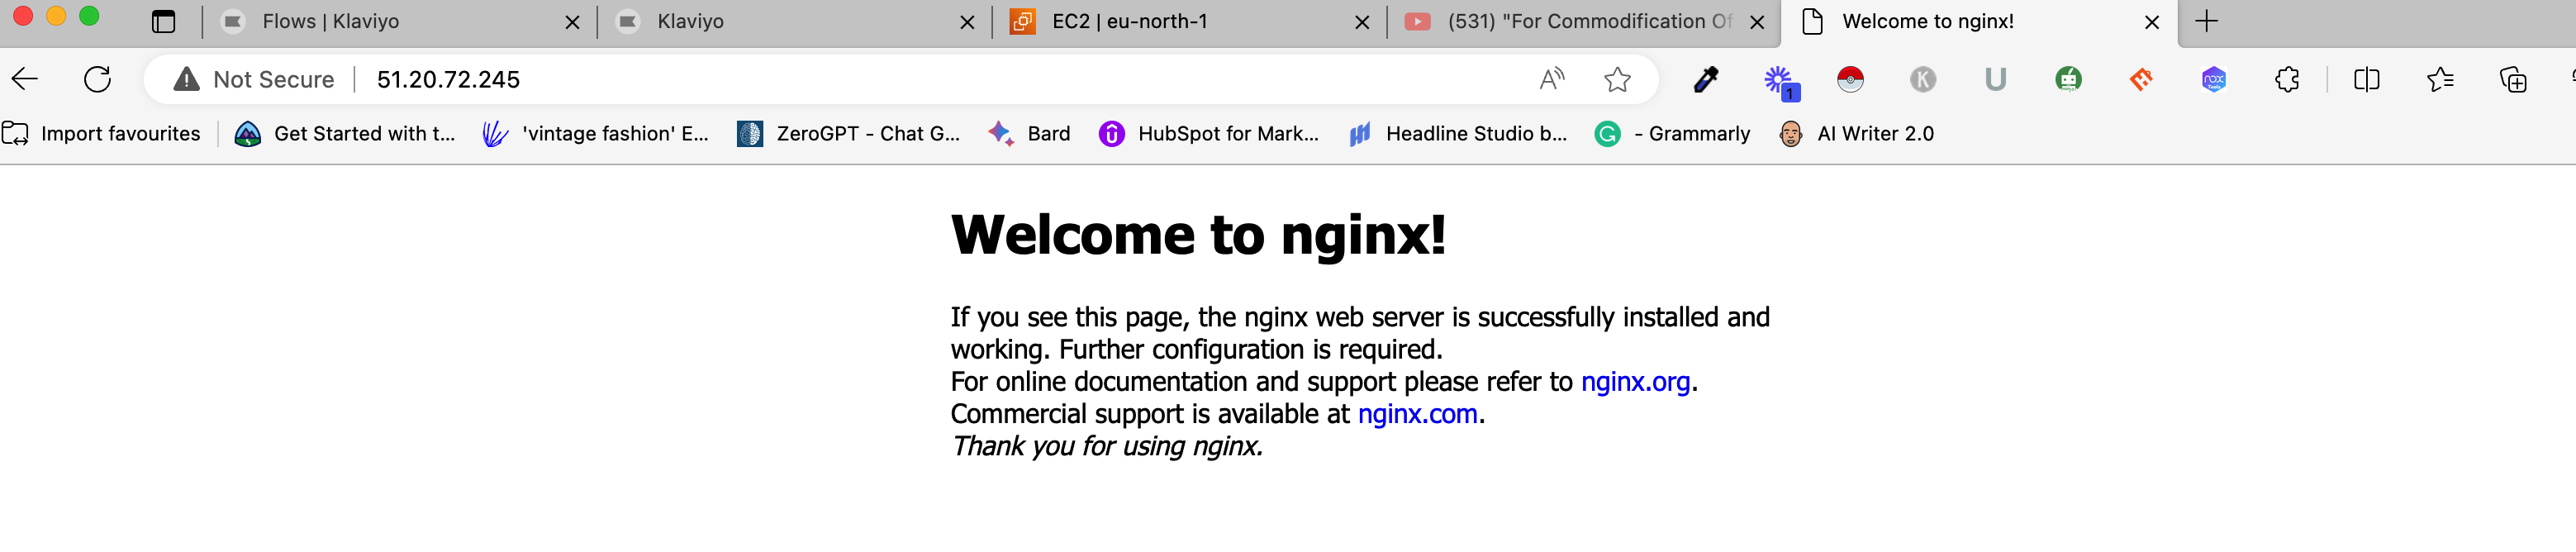 Flows | Klaviyo
Klaviyo
EC2 | eu-north-1
(531) "For Commodification Of
Welcome to nginx!
Not Secure
51.20.72.245
A
1
K
U
nox
Tools
Import favourites
Get Started with t...
'vintage fashion' E...
ZeroGPT - Chat G...
Bard
HubSpot for Mark...
Headline Studio b...
- Grammarly
AI Writer 2.0
Welcome to nginx!
If you see this page, the nginx web server is successfully installed and
working. Further configuration is required.
For online documentation and support please refer to nginx.org.
Commercial support is available at nginx.com.
Thank you for using nginx.